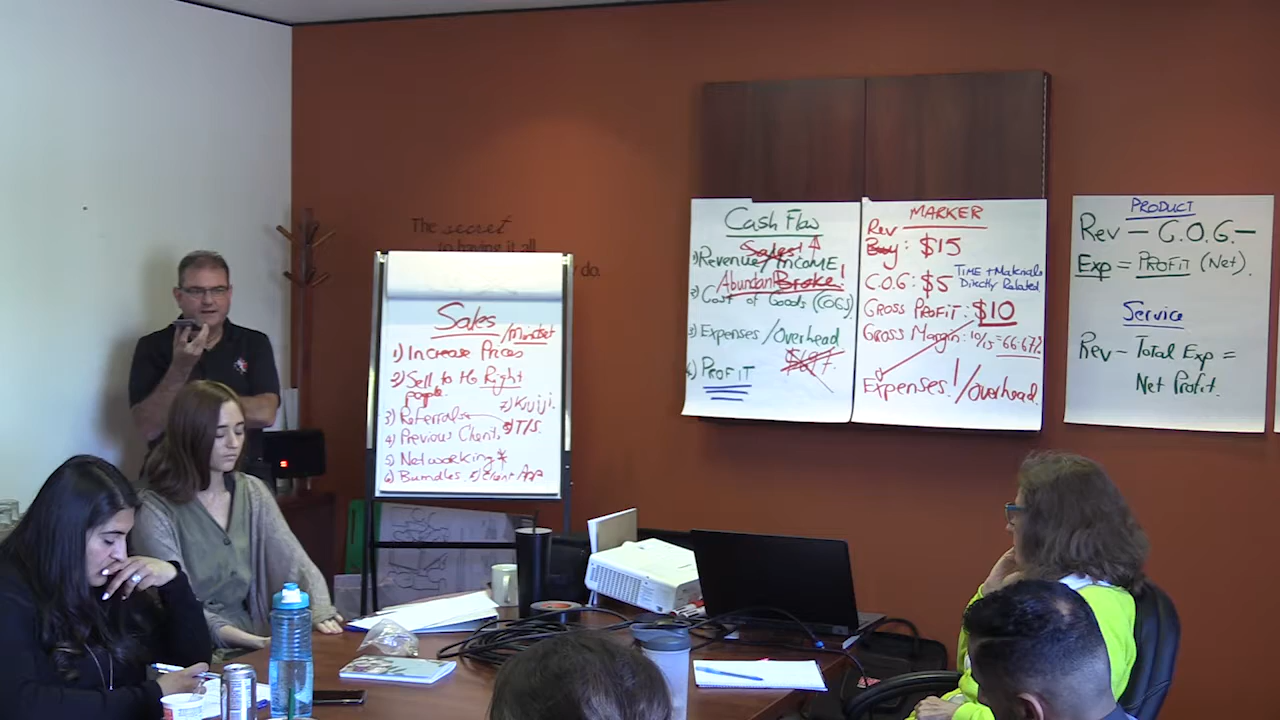 The secret
to having it all
do.
Sales
/Mindset
1) Increase Prices
2) Sell to the Right
people.
7) Kijiji.
3) Referrals
T/S.
4) Previous Client,
5) Networking *
6) Bundles. Client App
Cash Flow
Sales!
1) Revenue/INCOME
Abundant Broke!
2) Cost of Goods (COGS)
3) Expenses/Overhead
4) PROFIT
MARKER
Rev
Buy: $15
C.O.G: $5 TIME + Materials
Directly Related.
GROSS PROFIT: $10
GROSS Margin: 10/15 = 66.67%
Expenses!/Overhead.
PRODUCT
Rev - C.O.G. -
Exp = PROFIT (Net).
Service
Rev - Total Exp =
Net Profit.